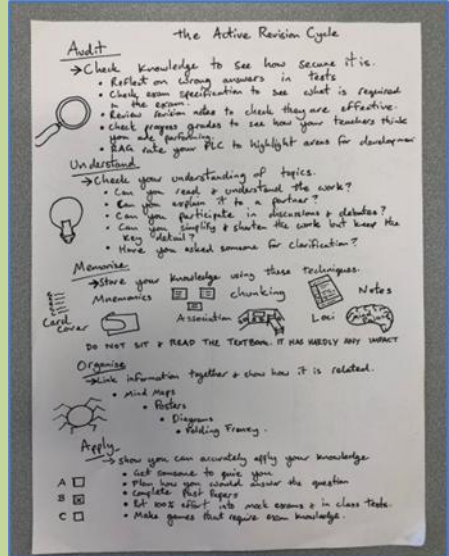 the Active Revision Cycle
Audit
→ Check knowledge to see how secure it is.
• Reflect on wrong answers in tests
• Check exam specification to see what is required
in the exam.
• Review revision notes to check they are effective.
• Check progress grades to see how your teachers think
you are performing.
• RAG rate your PLC to highlight areas for development
Understand
→ Check your understanding of topics.
• Can you read & understand the work?
• Can you explain it to a partner?
• Can you participate in discussions & debates?
• Can you simplify & shorten the work but keep the
key detail?
• Have you asked someone for clarification?
Memorise
→ Store your knowledge using these techniques.
Mnemonics
chunking
Notes
Card
Cover
Association
Loci
DO NOT SIT & READ THE TEXTBOOK. IT HAS HARDLY ANY IMPACT
Organise
→ Link information together & show how it is related.
• Mind Maps
• Posters
• Diagrams
• Folding
Apply
→ show you can accurately apply your knowledge
• Get someone to quiz you
• Plan how you would answer the question
• Complete Past Papers
• Put 100% effort into mock exams & in class tests.
• Make games that require exam knowledge.
A
B
C